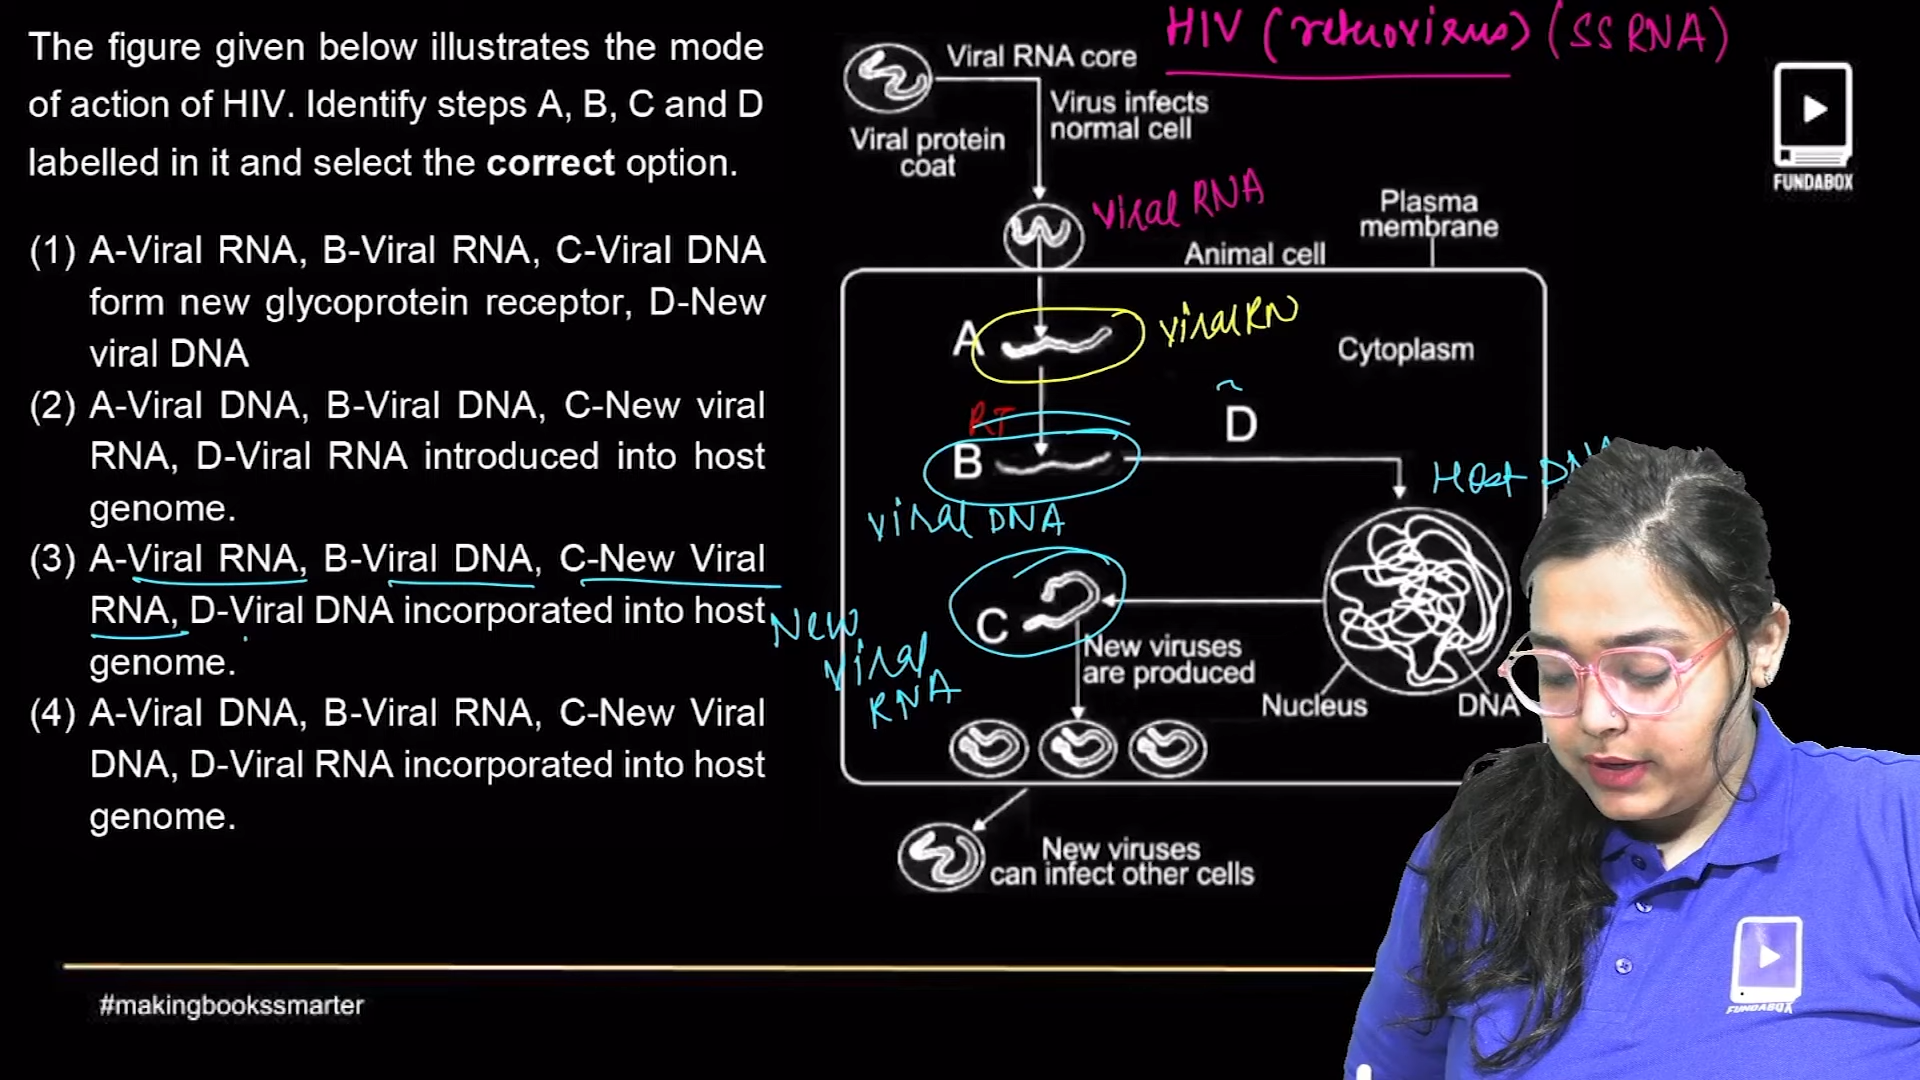 The figure given below illustrates the mode
of action of HIV. Identify steps A, B, C and D
labelled in it and select the correct option.
(1) A-Viral RNA, B-Viral RNA, C-Viral DNA
form new glycoprotein receptor, D-New
viral DNA
(2) A-Viral DNA, B-Viral DNA, C-New viral
RNA, D-Viral RNA introduced into host
genome.
(3) A-Viral RNA, B-Viral DNA, C-New Viral
RNA, D-Viral DNA incorporated into host
genome.
(4) A-Viral DNA, B-Viral RNA, C-New Viral
DNA, D-Viral RNA incorporated into host
genome.
HIV (retrovirus) (SS RNA)
Viral RNA core
Virus infects
normal cell
Viral protein
coat
FUNDABOX
Viral RNA
Plasma
membrane
Animal cell
A
Viral RN
Cytoplasm
RT
D
B
Host DNA
Viral DNA
C
New
Viral
RNA
New viruses
are produced
Nucleus
DNA
New viruses
can infect other cells
FUNDABOX
#makingbookssmarter